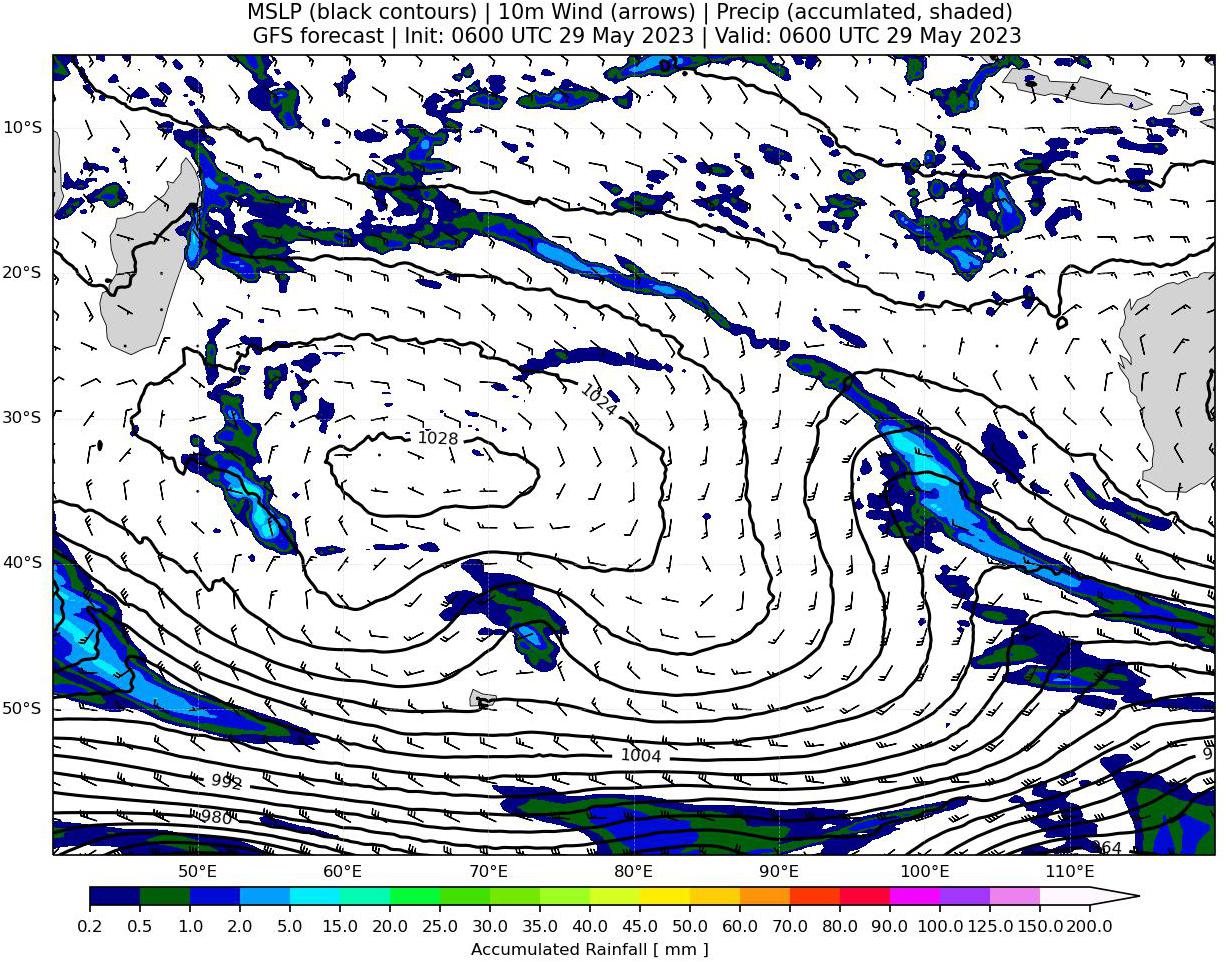 MSLP (black contours) | 10m Wind (arrows) | Precip (accumlated, shaded)
GFS forecast | Init: 0600 UTC 29 May 2023 | Valid: 0600 UTC 29 May 2023
10°S
20°S
1024
30°S
1028
40°S
50°S
1004
992
980
964
50°E 60°E 70°E 80°E 90°E 100°E 110°E
0.2 0.5 1.0 2.0 5.0 10.0 15.0 20.0 25.0 30.0 35.0 40.0 45.0 50.0 60.0 70.0 80.0 90.0 100.0 125.0 150.0 200.0
Accumulated Rainfall [ mm ]